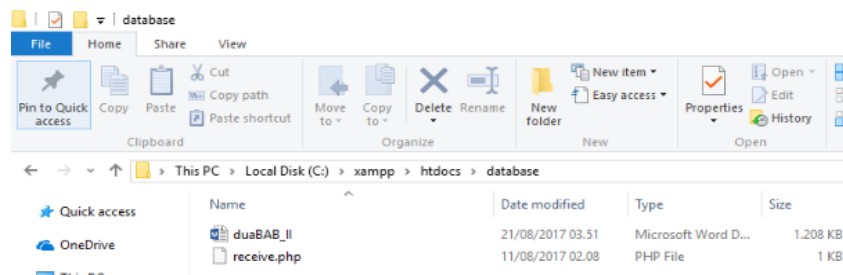 database
File Home Share View
Pin to Quick access
Copy
Paste
Cut
Copy path
Paste shortcut
Clipboard
Move to
Copy to
Delete
Rename
Organize
New folder
New item
Easy access
New
Properties
Open
Edit
History
Open
This PC > Local Disk (C:) > xampp > htdocs > database
Quick access
OneDrive
This PC
Name Date modified Type Size
duaBAB_II 21/08/2017 03.51 Microsoft Word D... 1.208 KB
receive.php 11/08/2017 02.08 PHP File 1 KB